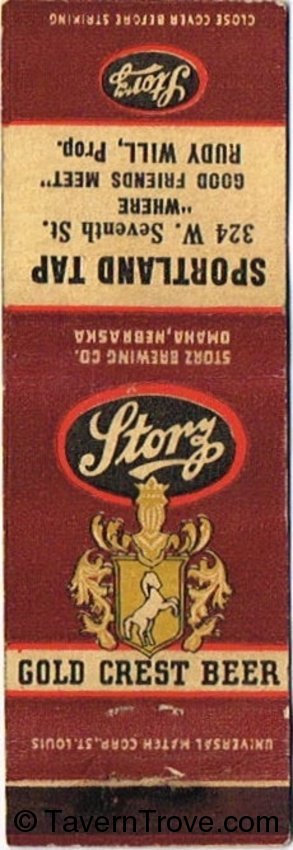 CLOSE COVER BEFORE STRIKING
Storz
SPORTLAND TAP
324 W. Seventh St.
"WHERE
GOOD FRIENDS MEET"
RUDY WILL, Prop.
STORZ BREWING CO.
OMAHA, NEBRASKA
Storz
GOLD CREST BEER
UNIVERSAL MATCH CORP., ST. LOUIS
© TavernTrove.com